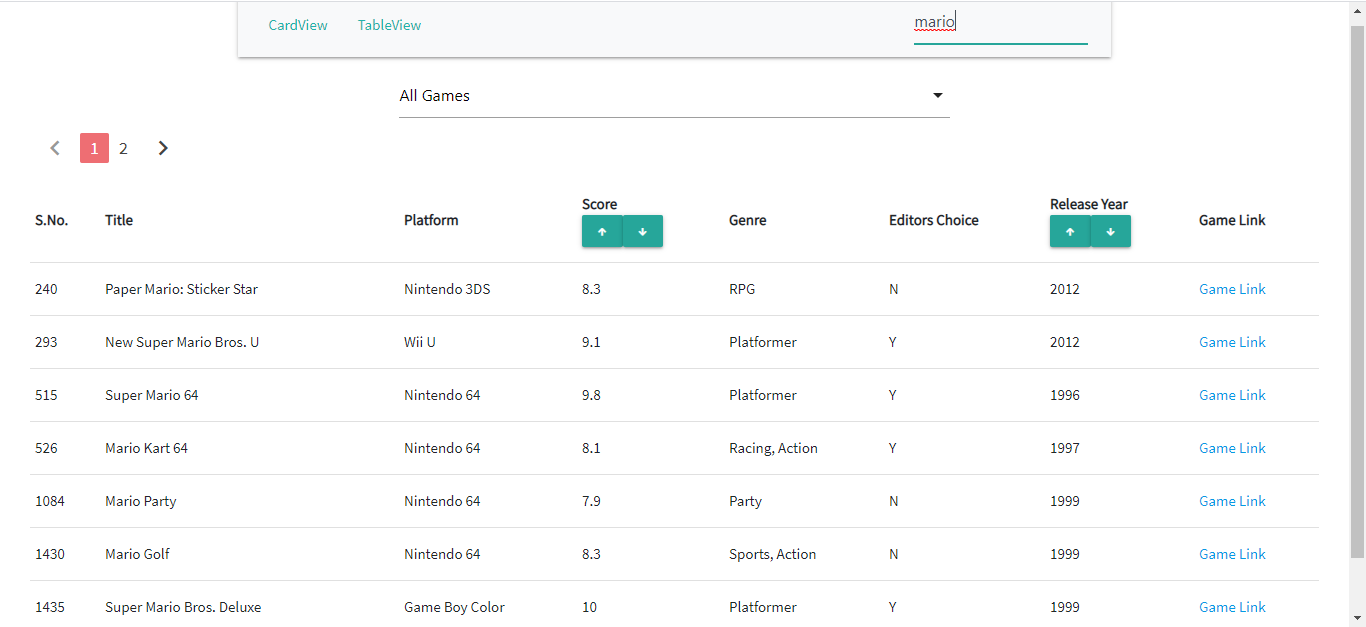 CardView TableView mario
All Games
1 2
S.No. Title Platform Score Genre Editors Choice Release Year Game Link
240 Paper Mario: Sticker Star Nintendo 3DS 8.3 RPG N 2012 Game Link
293 New Super Mario Bros. U Wii U 9.1 Platformer Y 2012 Game Link
515 Super Mario 64 Nintendo 64 9.8 Platformer Y 1996 Game Link
526 Mario Kart 64 Nintendo 64 8.1 Racing, Action Y 1997 Game Link
1084 Mario Party Nintendo 64 7.9 Party N 1999 Game Link
1430 Mario Golf Nintendo 64 8.3 Sports, Action N 1999 Game Link
1435 Super Mario Bros. Deluxe Game Boy Color 10 Platformer Y 1999 Game Link